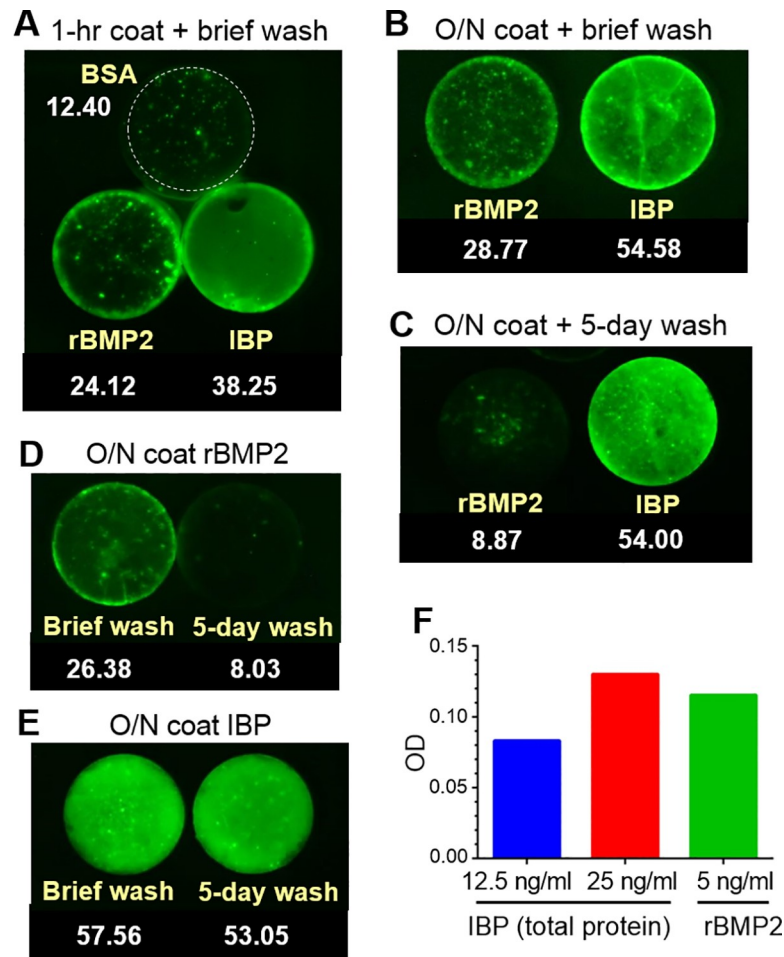 A
1-hr coat + brief wash
BSA
12.40
rBMP2 IBP
24.12 38.25
B
O/N coat + brief wash
rBMP2 IBP
28.77 54.58
C
O/N coat + 5-day wash
rBMP2 IBP
8.87 54.00
D
O/N coat rBMP2
Brief wash 5-day wash
26.38 8.03
E
O/N coat IBP
Brief wash 5-day wash
57.56 53.05
F
0.15
0.10
0.05
0.00
OD
12.5 ng/ml 25 ng/ml 5 ng/ml
IBP (total protein) rBMP2